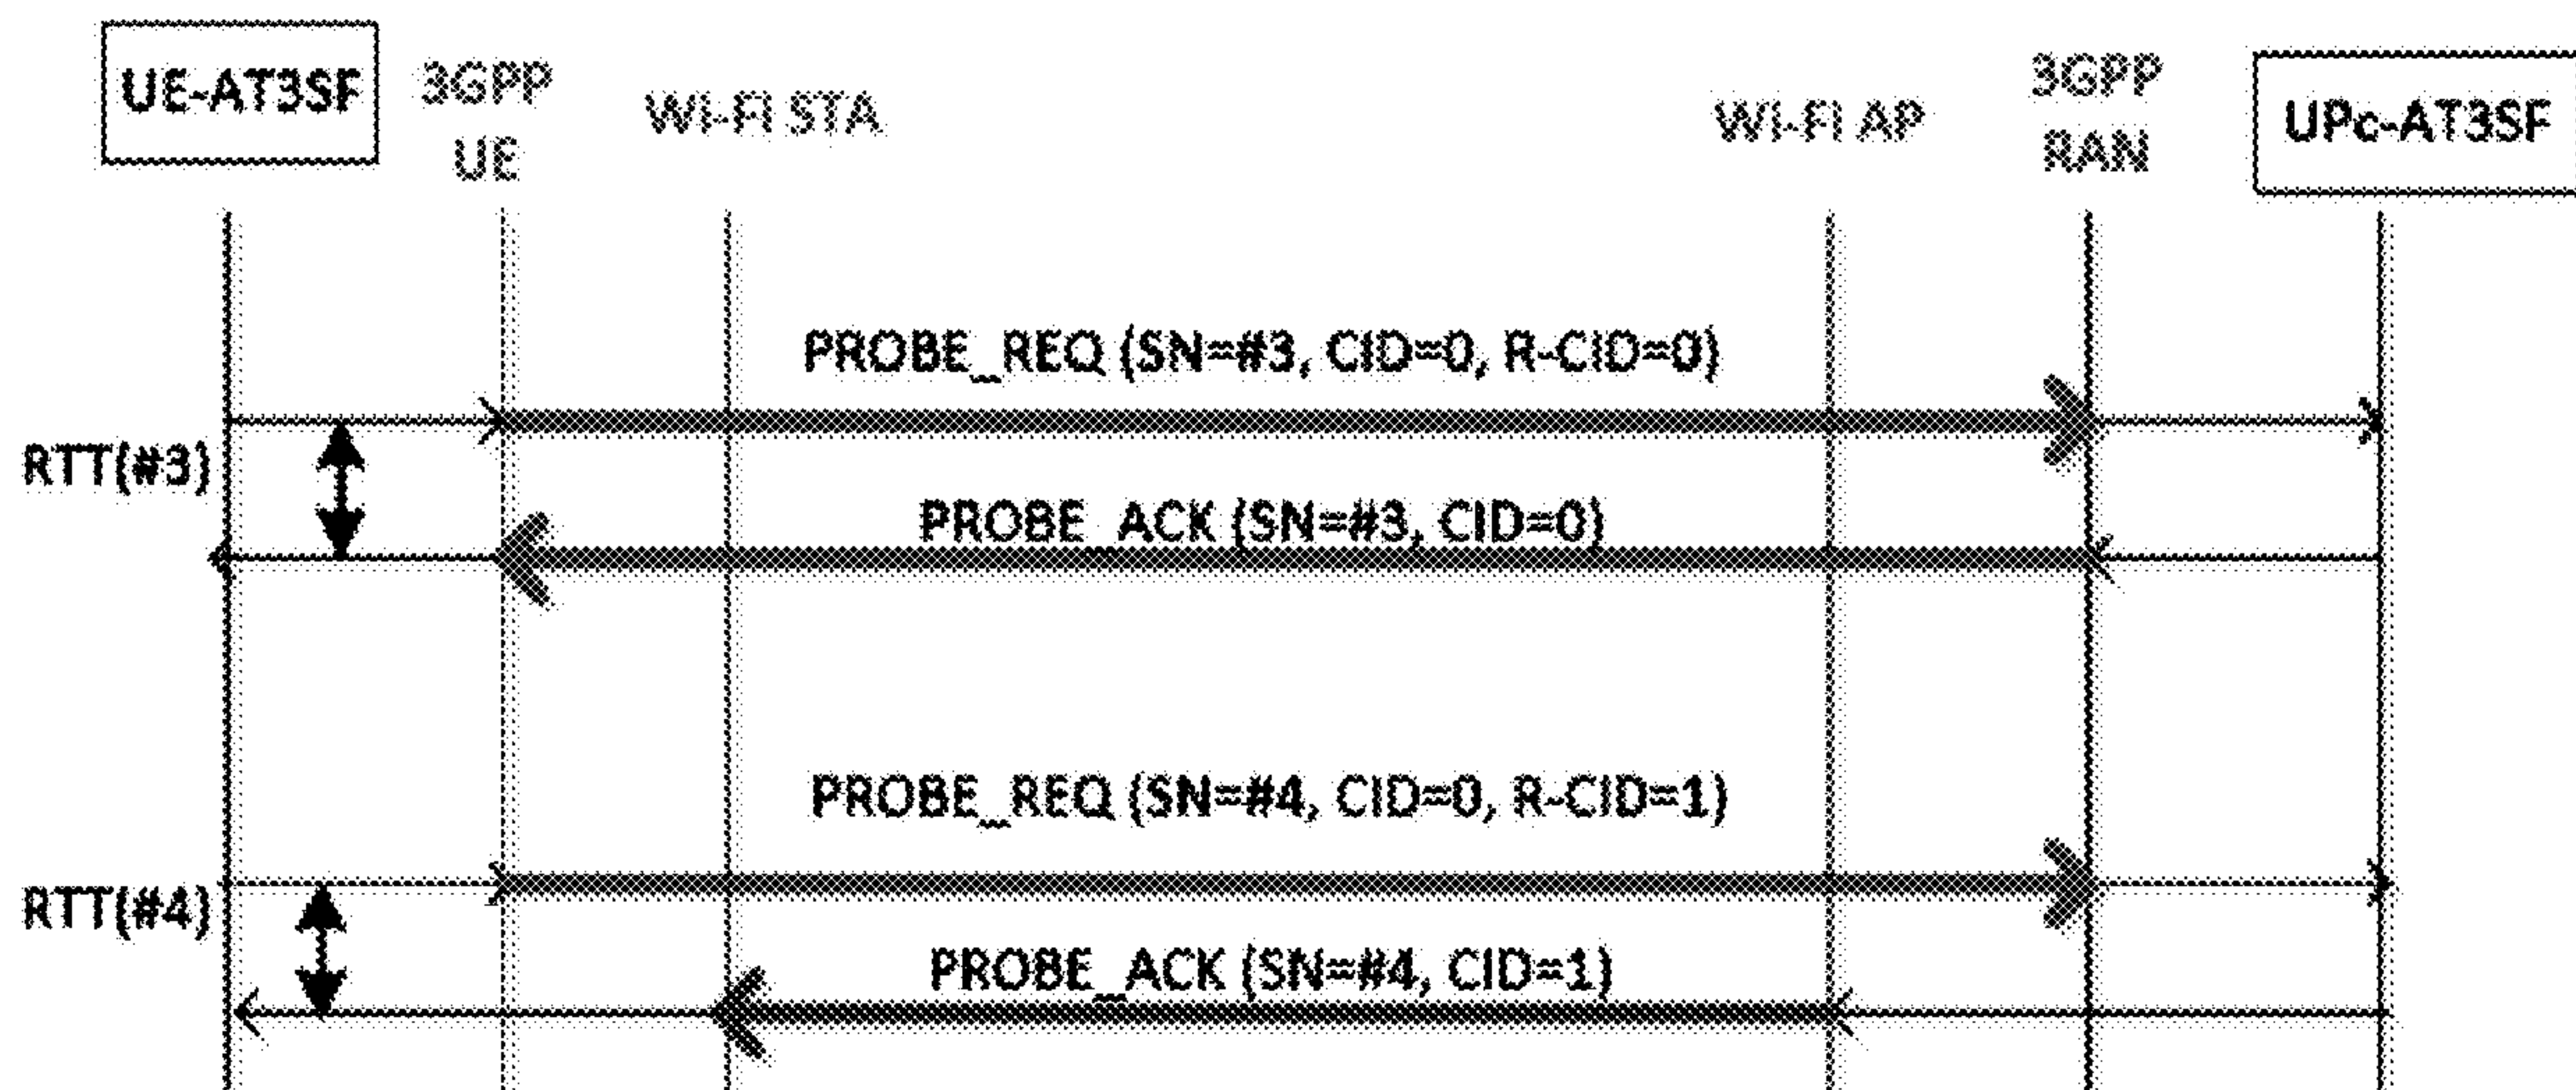 UE-AT3SF
3GPP
UE
WI-FI STA
WI-FI AP
3GPP
RAN
UPc-AT3SF
PROBE_REQ (SN=#3, CID=0, R-CID=0)
RTT(#3)
PROBE_ACK (SN=#3, CID=0)
PROBE_REQ (SN=#4, CID=0, R-CID=1)
RTT(#4)
PROBE_ACK (SN=#4, CID=1)